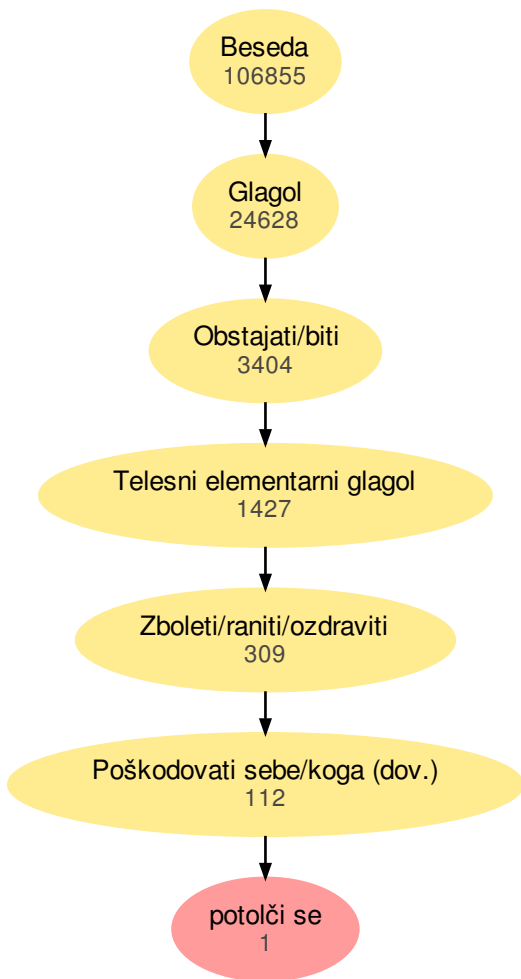 Beseda
106855
Glagol
24628
Obstajati/biti
3404
Telesni elementarni glagol
1427
Zboleti/raniti/ozdraviti
309
Poškodovati sebe/koga (dov.)
112
potolči se
1